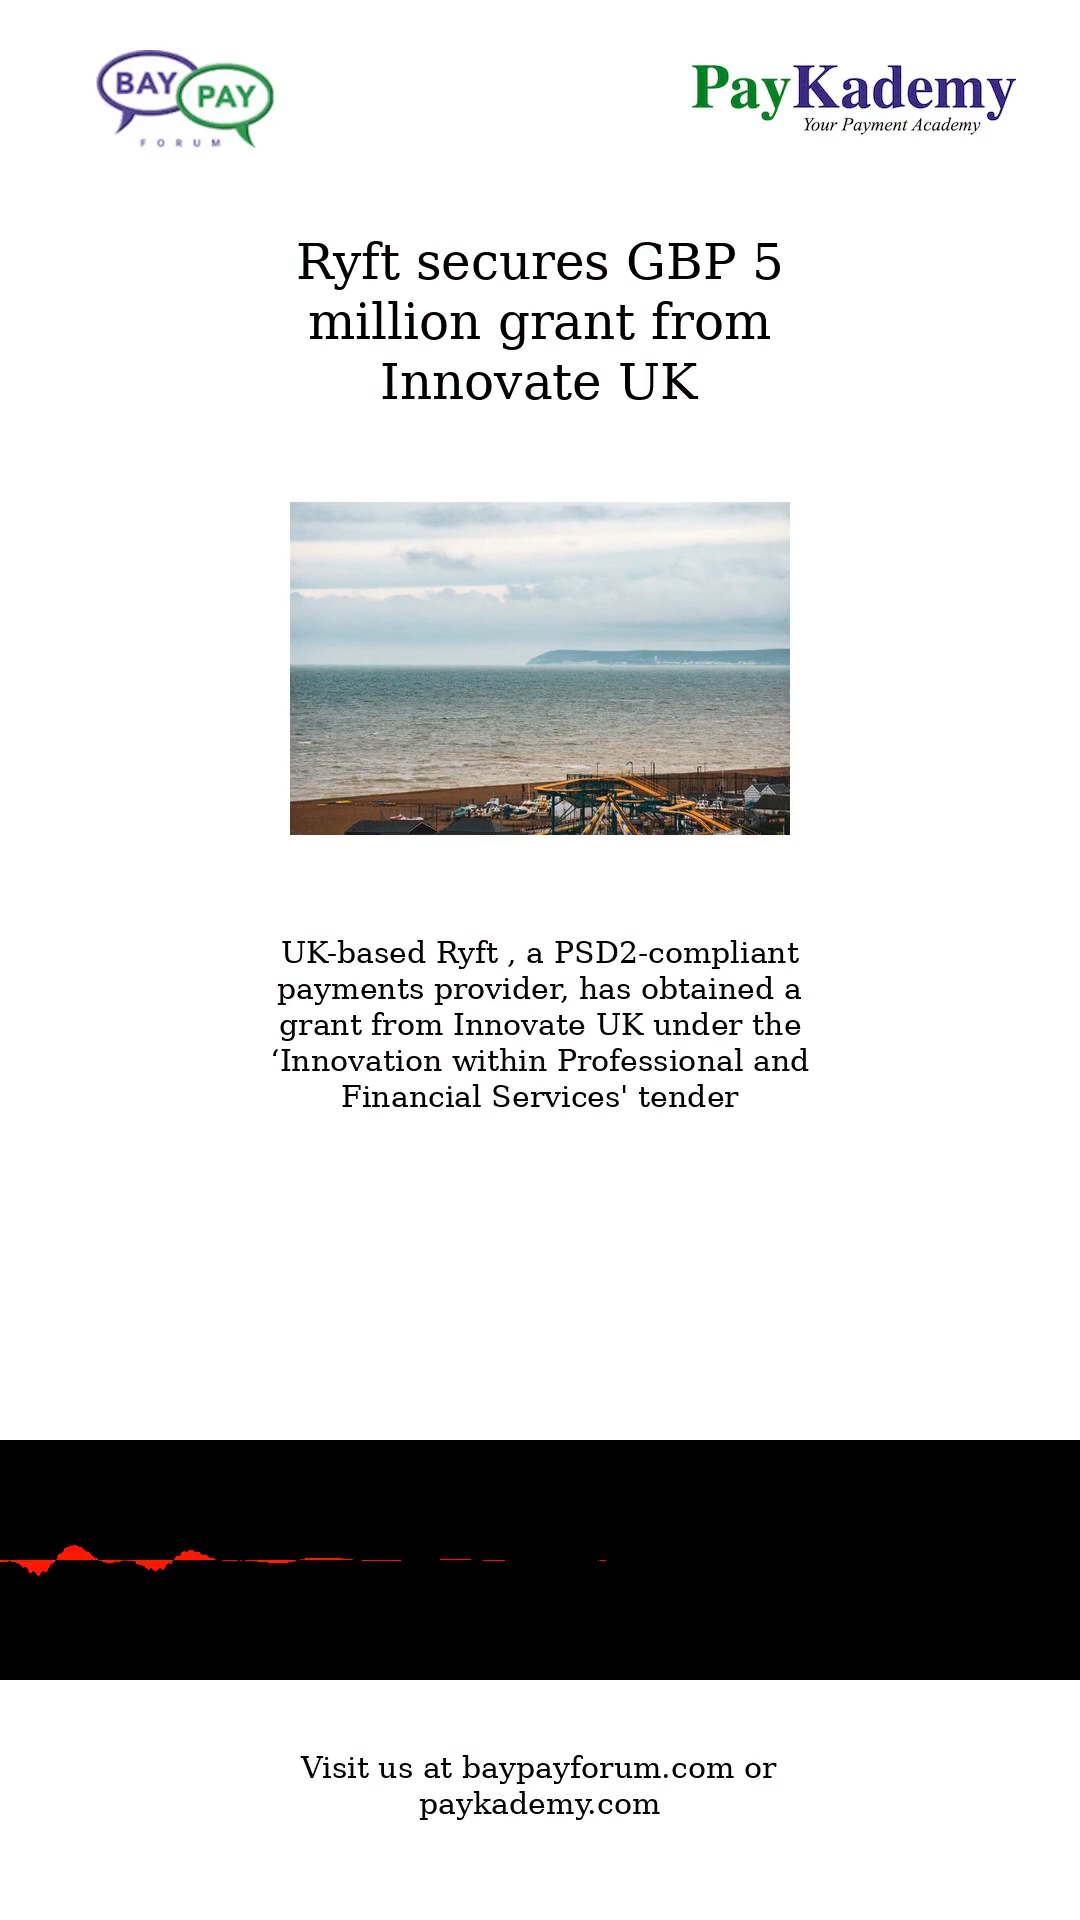 BAY
PAY
FORUM
PayKademy
Your Payment Academy
Ryft secures GBP 5
million grant from
Innovate UK
UK-based Ryft , a PSD2-compliant
payments provider, has obtained a
grant from Innovate UK under the
‘Innovation within Professional and
Financial Services' tender
Visit us at baypayforum.com or
paykademy.com